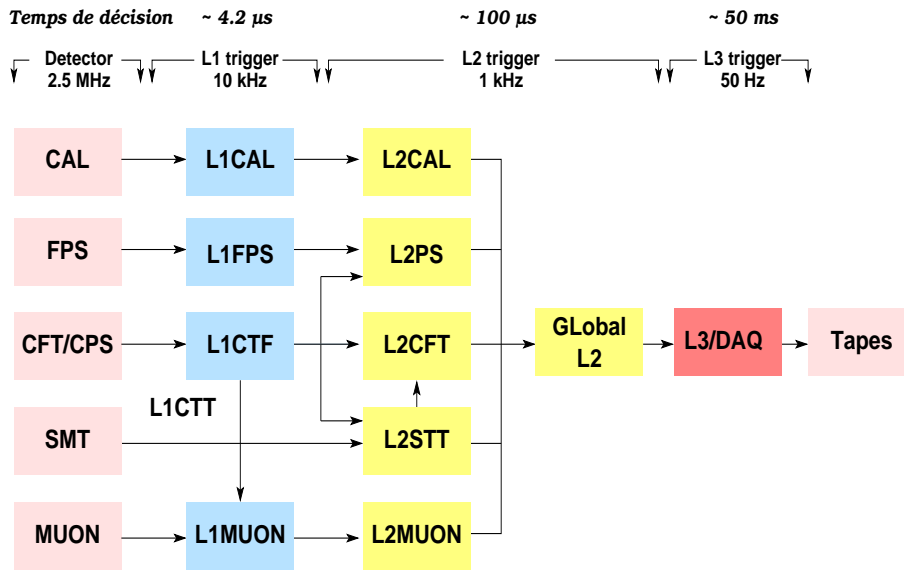 Temps de décision ~ 4.2 µs ~ 100 µs ~ 50 ms
Detector L1 trigger L2 trigger L3 trigger
2.5 MHz 10 kHz 1 kHz 50 Hz
CAL L1CAL L2CAL
FPS L1FPS L2PS
CFT/CPS L1CTF L2CFT
GLobal
L2
L3/DAQ Tapes
L1CTT
SMT L2STT
MUON L1MUON L2MUON